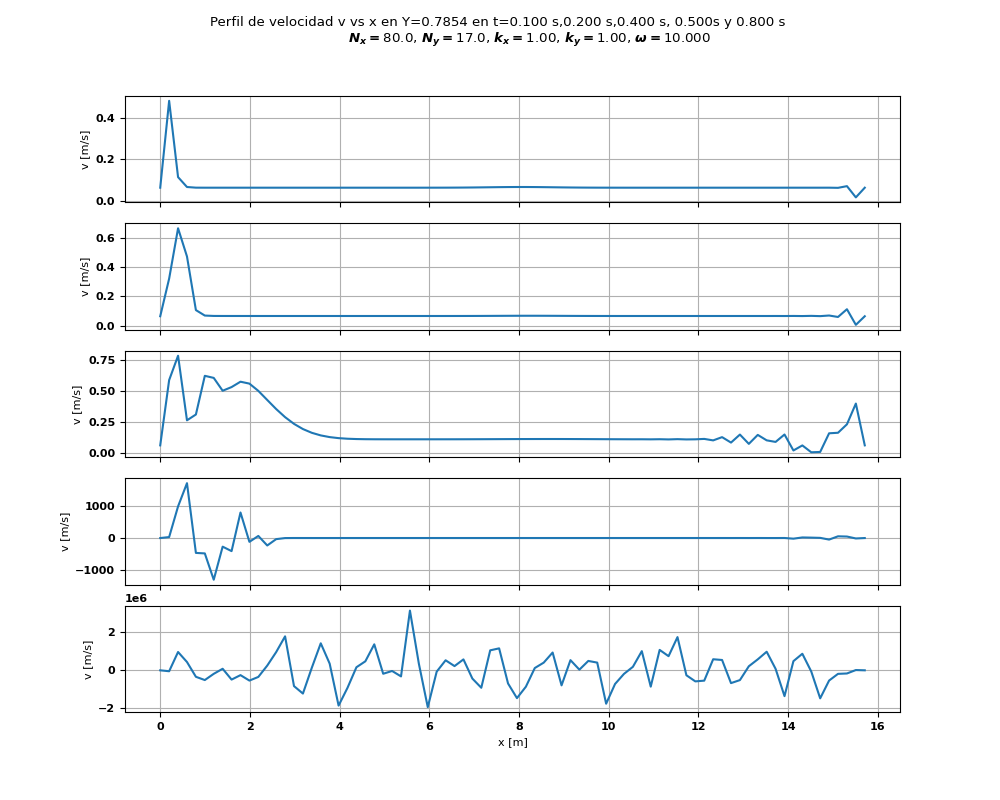 Perfil de velocidad v vs x en Y=0.7854 en t=0.100 s,0.200 s,0.400 s, 0.500s y 0.800 s
N_x = 80.0, N_y = 17.0, k_x = 1.00, k_y = 1.00, ω = 10.000
0.4
0.2
0.0
v [m/s]
0.6
0.4
0.2
0.0
v [m/s]
0.75
0.50
0.25
0.00
v [m/s]
1000
0
−1000
v [m/s]
1e6
2
0
−2
v [m/s]
0 2 4 6 8 10 12 14 16
x [m]